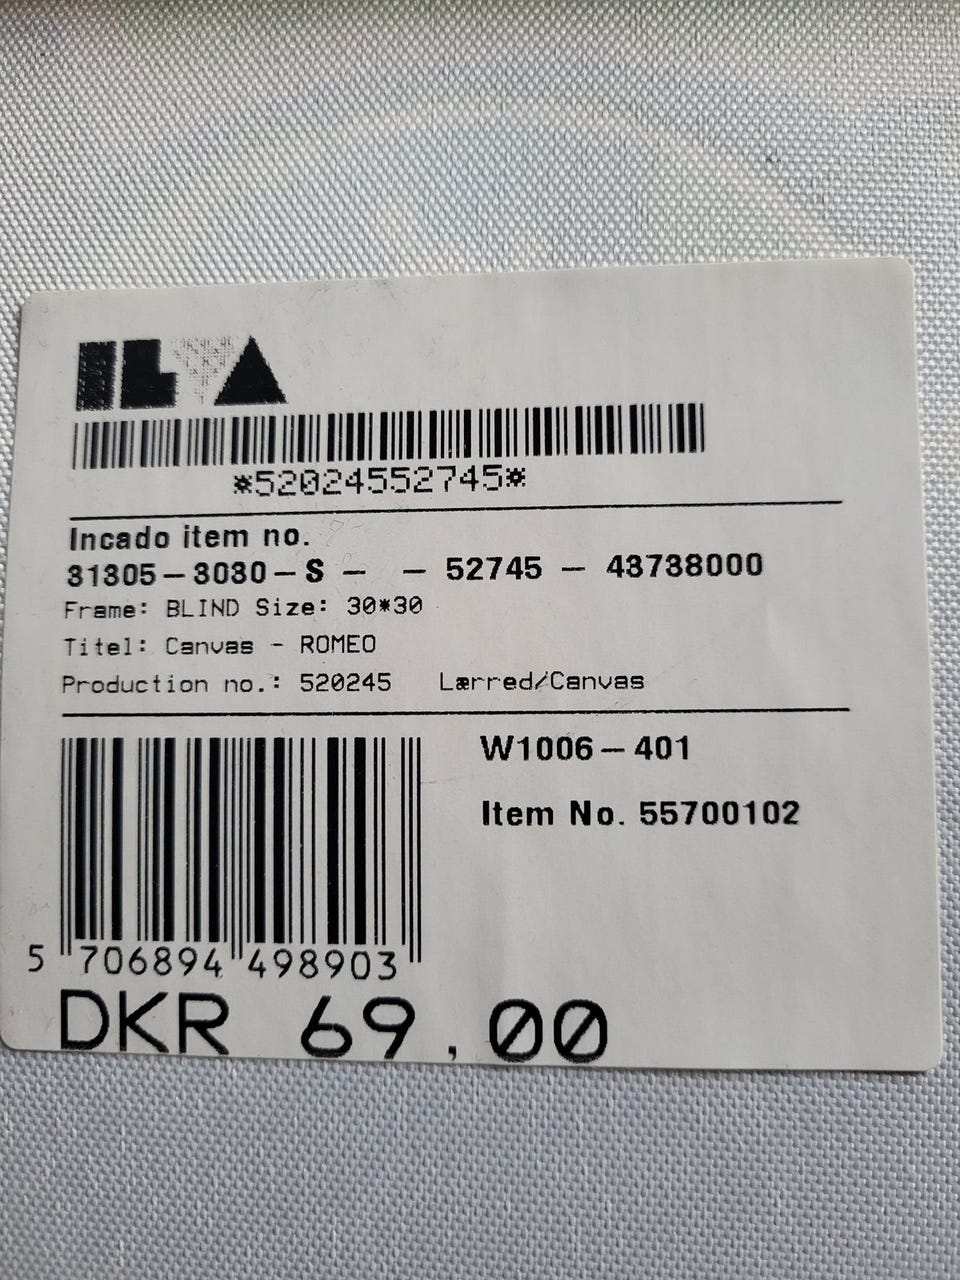 ILVA
*52024552745*
Incado item no.
31305-3030-S - - 52745 - 43738000
Frame: BLIND Size: 30*30
Titel: Canvas - ROMEO
Production no.: 520245 Lærred/Canvas
W1006-401
Item No. 55700102
5 706894 498903
DKR 69,00